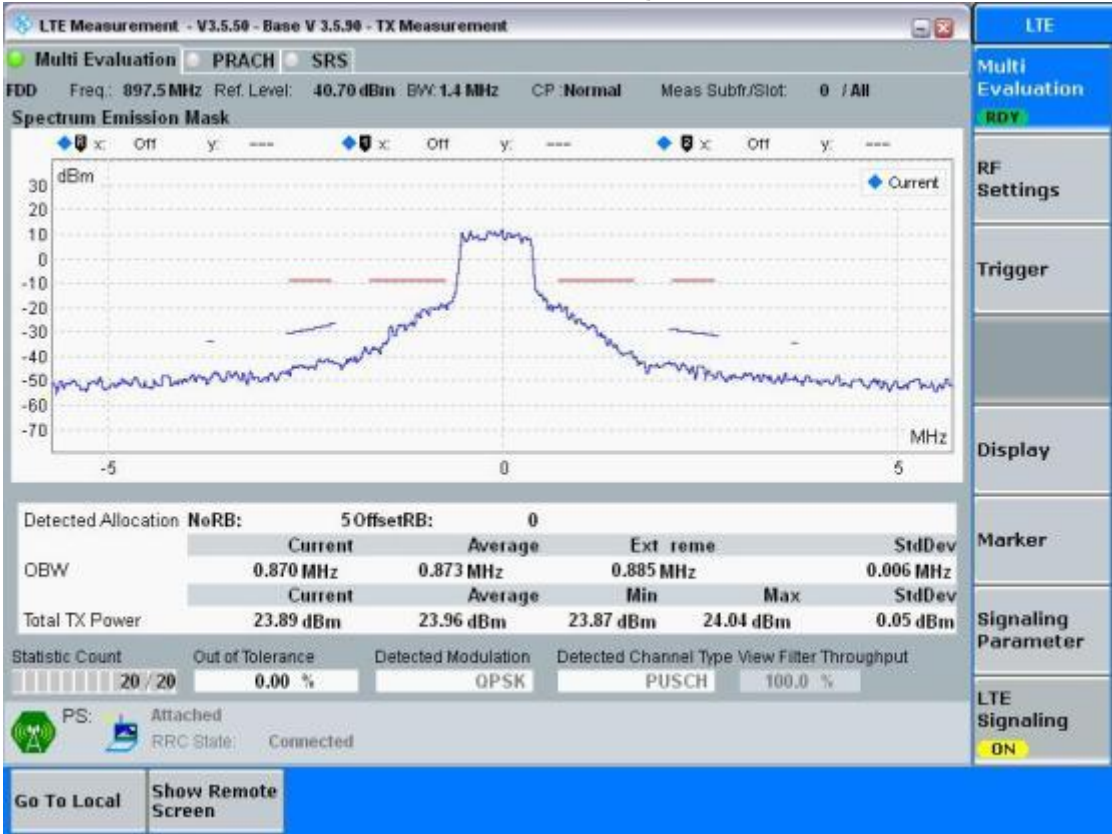 LTE Measurement - V3.5.50 - Base V 3.5.90 - TX Measurement
LTE
Multi Evaluation PRACH SRS
Multi Evaluation
RDY
FDD Freq.: 897.5 MHz Ref. Level: 40.70 dBm BW: 1.4 MHz CP :Normal Meas Subfr./Slot: 0 / All
Spectrum Emission Mask
x: Off y: --- x: Off y: --- x: Off y: ---
dBm
Current
30
20
10
0
-10
-20
-30
-40
-50
-60
-70
MHz
-5 0 5
RF Settings
Trigger
Display
Marker
Signaling Parameter
LTE Signaling
ON
Detected Allocation NoRB: 5 OffsetRB: 0
Current Average Ext reme StdDev
OBW 0.870 MHz 0.873 MHz 0.885 MHz 0.006 MHz
Current Average Min Max StdDev
Total TX Power 23.89 dBm 23.96 dBm 23.87 dBm 24.04 dBm 0.05 dBm
Statistic Count Out of Tolerance Detected Modulation Detected Channel Type View Filter Throughput
20 / 20 0.00 % QPSK PUSCH 100.0 %
PS: Attached
RRC State: Connected
Go To Local Show Remote Screen